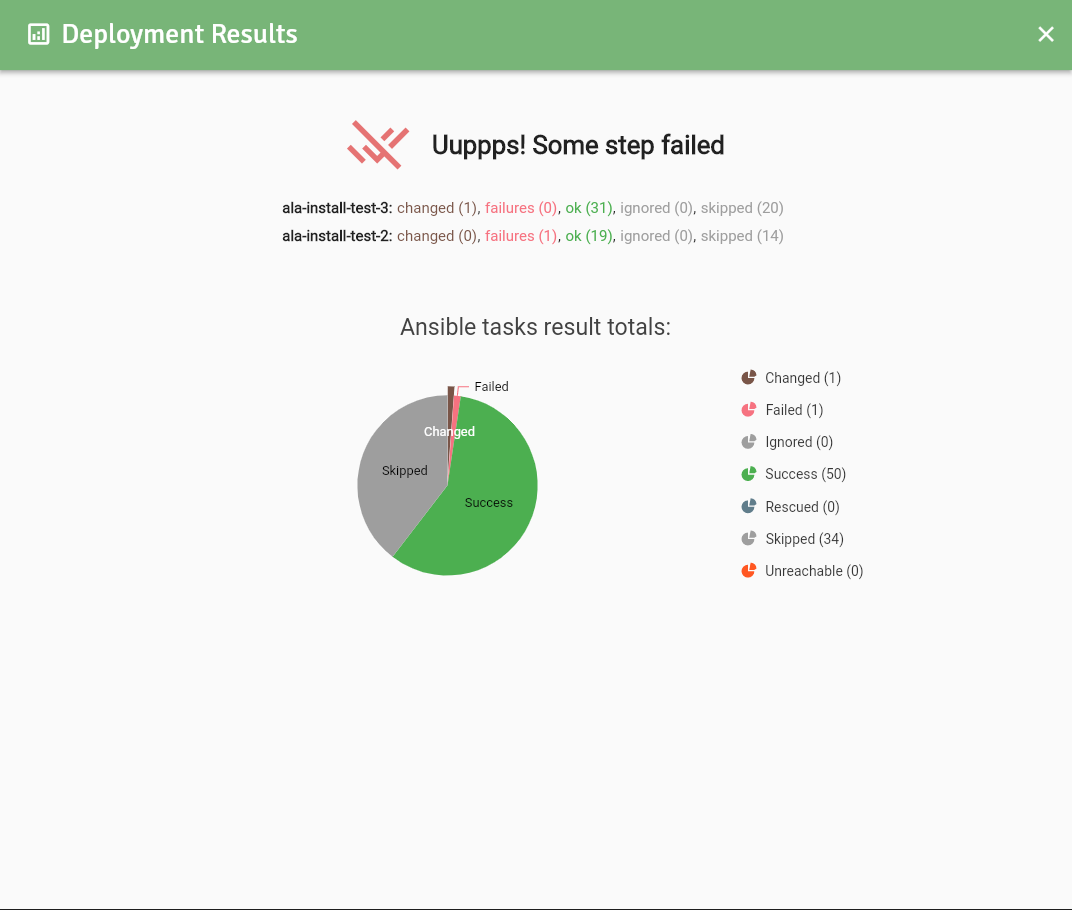 Deployment Results
Uuppps! Some step failed
ala-install-test-3: changed (1), failures (0), ok (31), ignored (0), skipped (20)
ala-install-test-2: changed (0), failures (1), ok (19), ignored (0), skipped (14)
Ansible tasks result totals:
Failed
Changed
Skipped
Success
Changed (1)
Failed (1)
Ignored (0)
Success (50)
Rescued (0)
Skipped (34)
Unreachable (0)